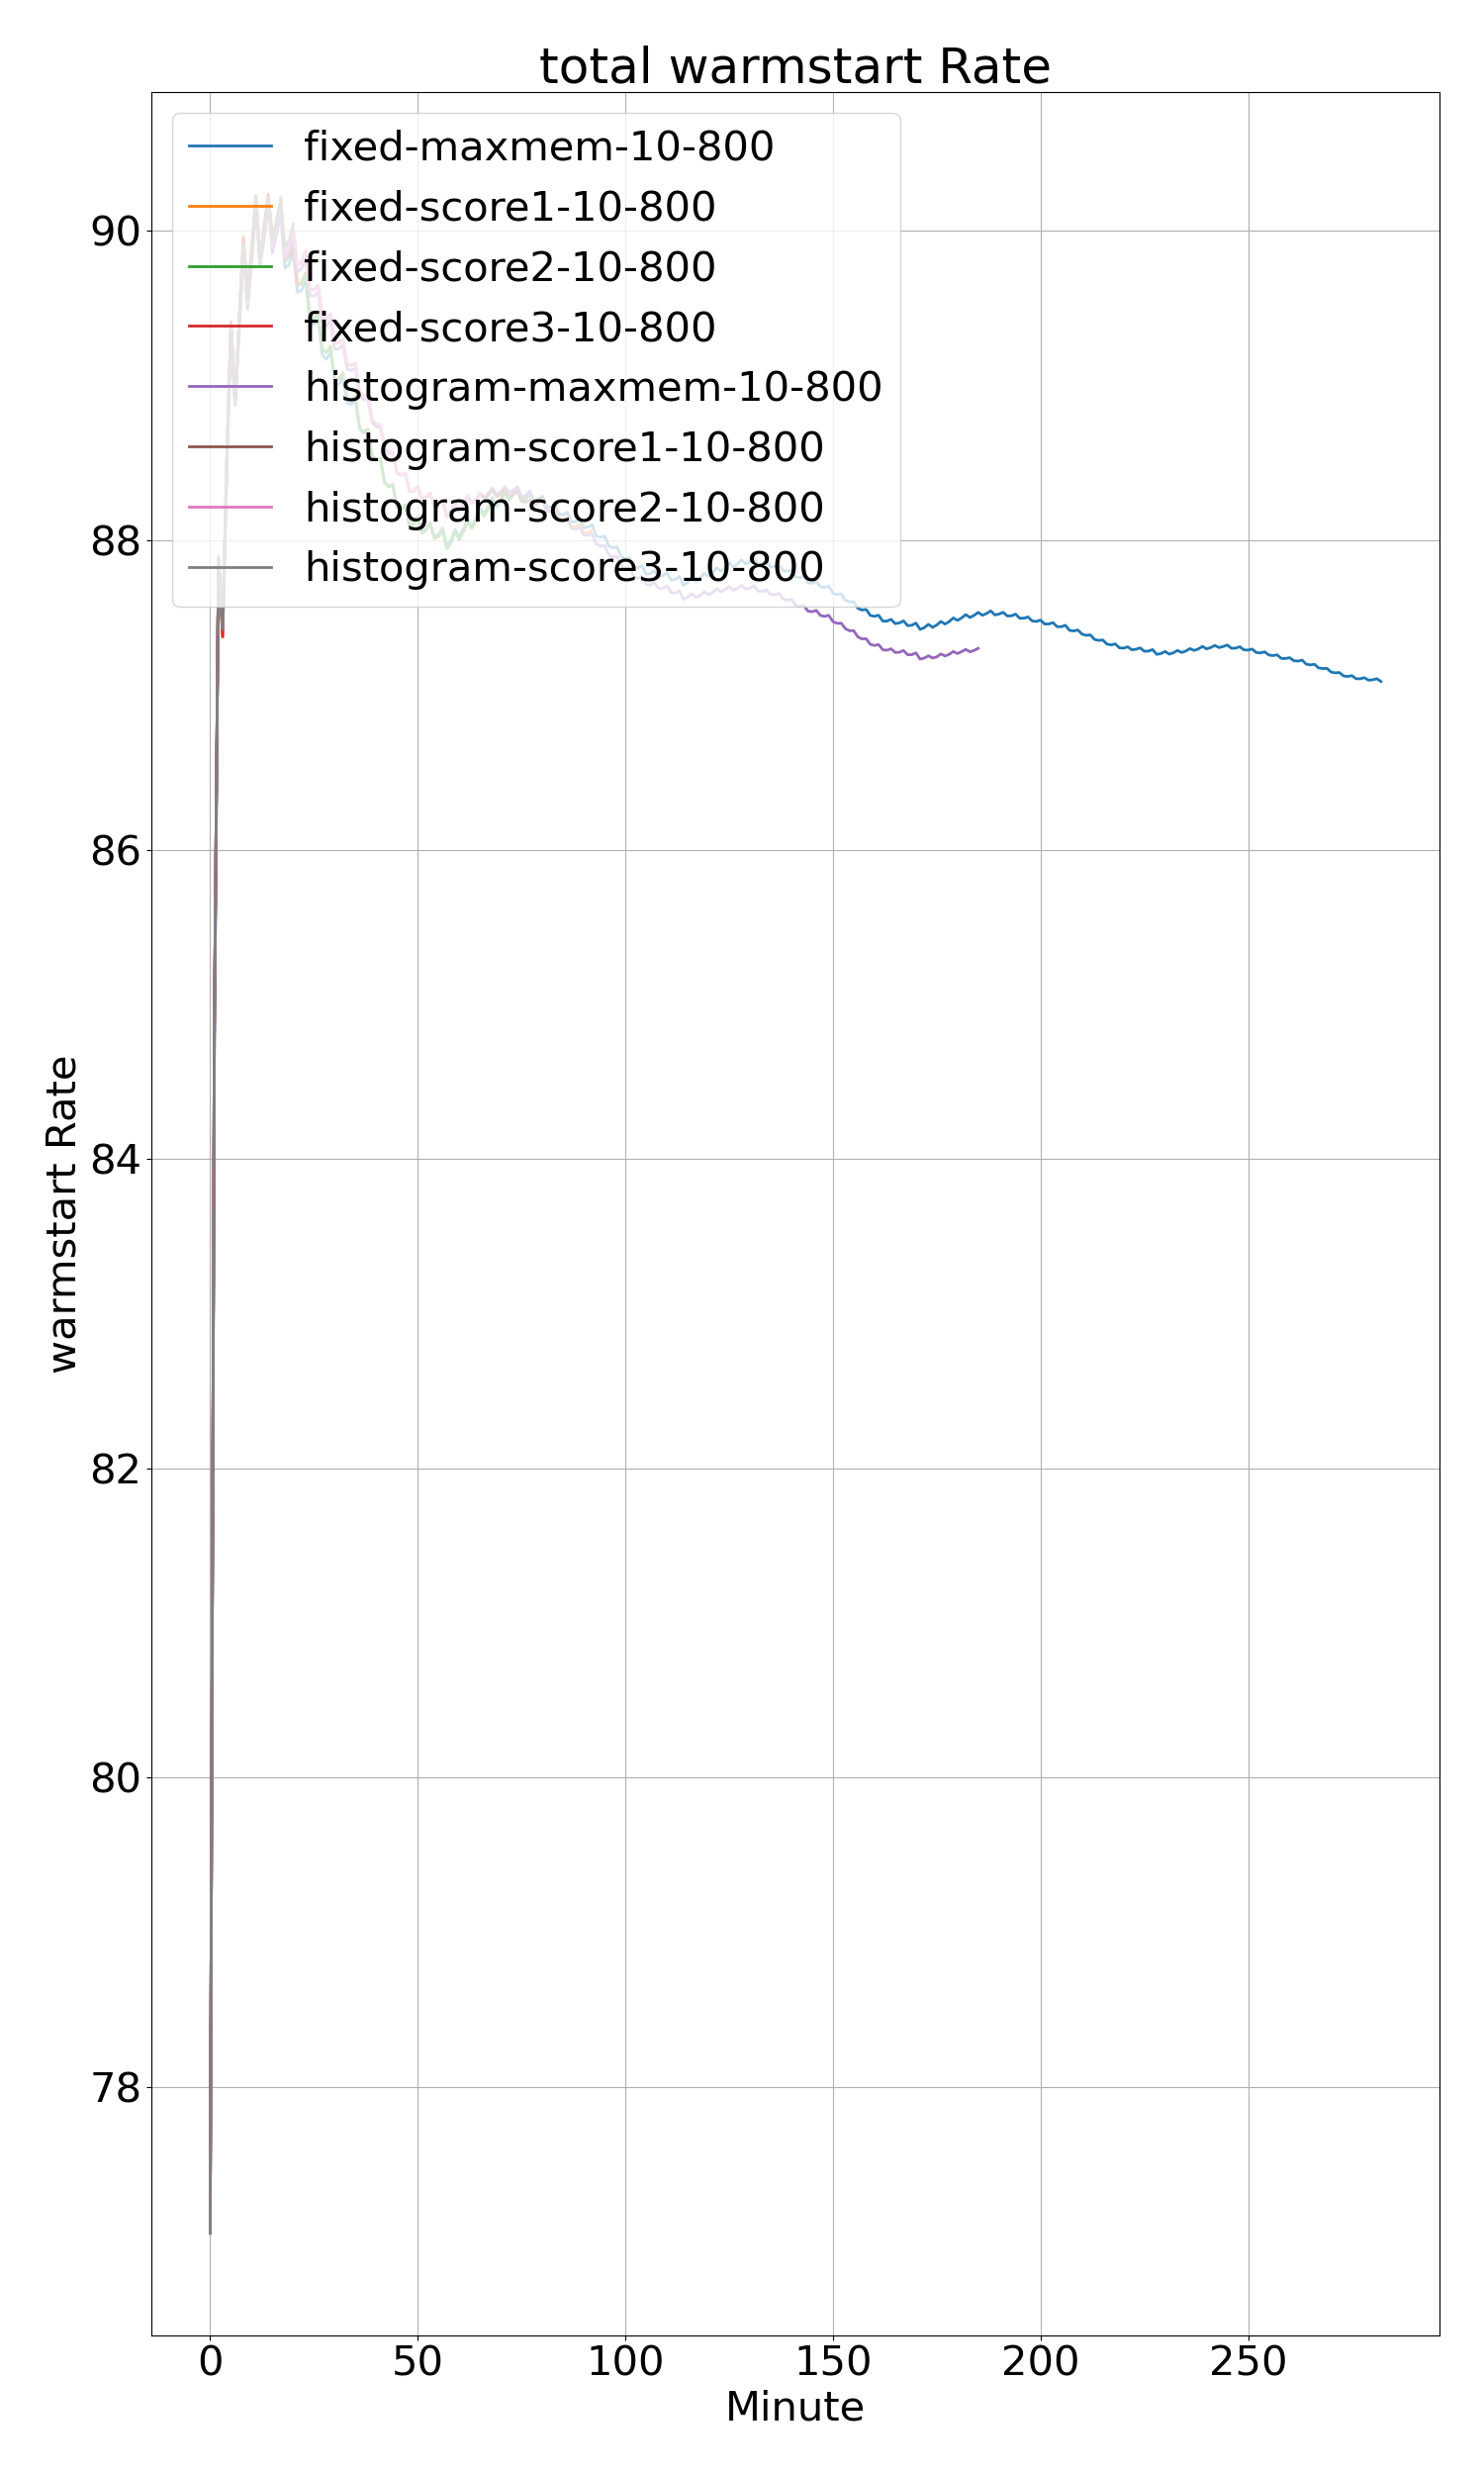 total warmstart Rate
fixed-maxmem-10-800
fixed-score1-10-800
fixed-score2-10-800
fixed-score3-10-800
histogram-maxmem-10-800
histogram-score1-10-800
histogram-score2-10-800
histogram-score3-10-800
90
88
86
84
82
80
78
warmstart Rate
0 50 100 150 200 250
Minute